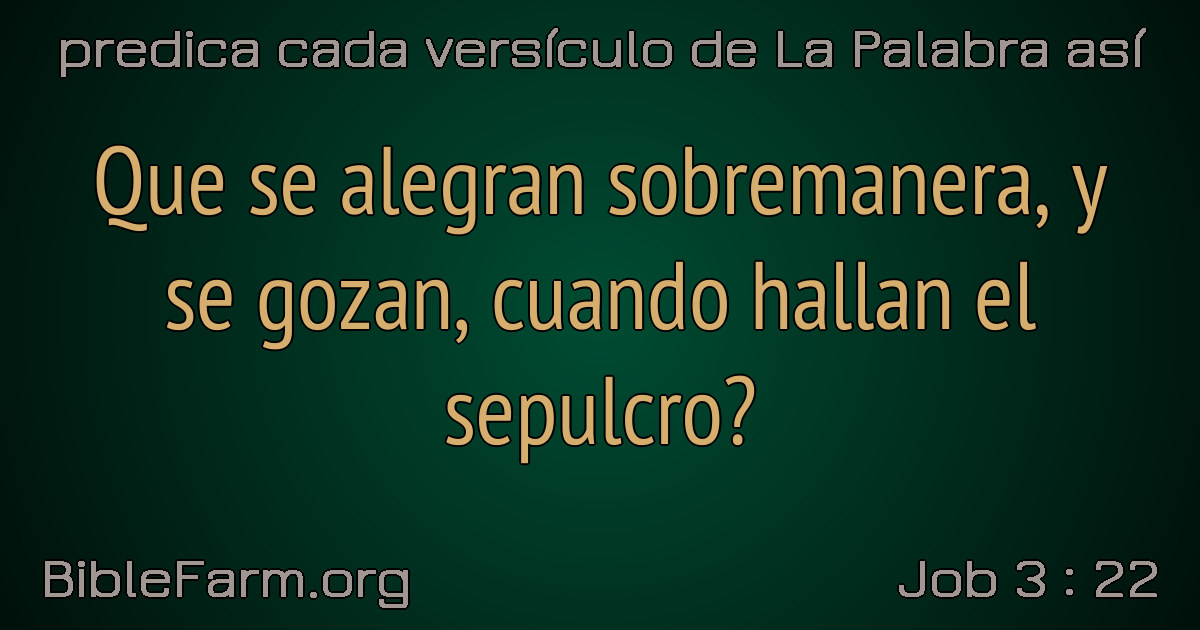 predica cada versículo de La Palabra así
Que se alegran sobremanera, y
se gozan, cuando hallan el
sepulcro?
BibleFarm.org
Job 3 : 22